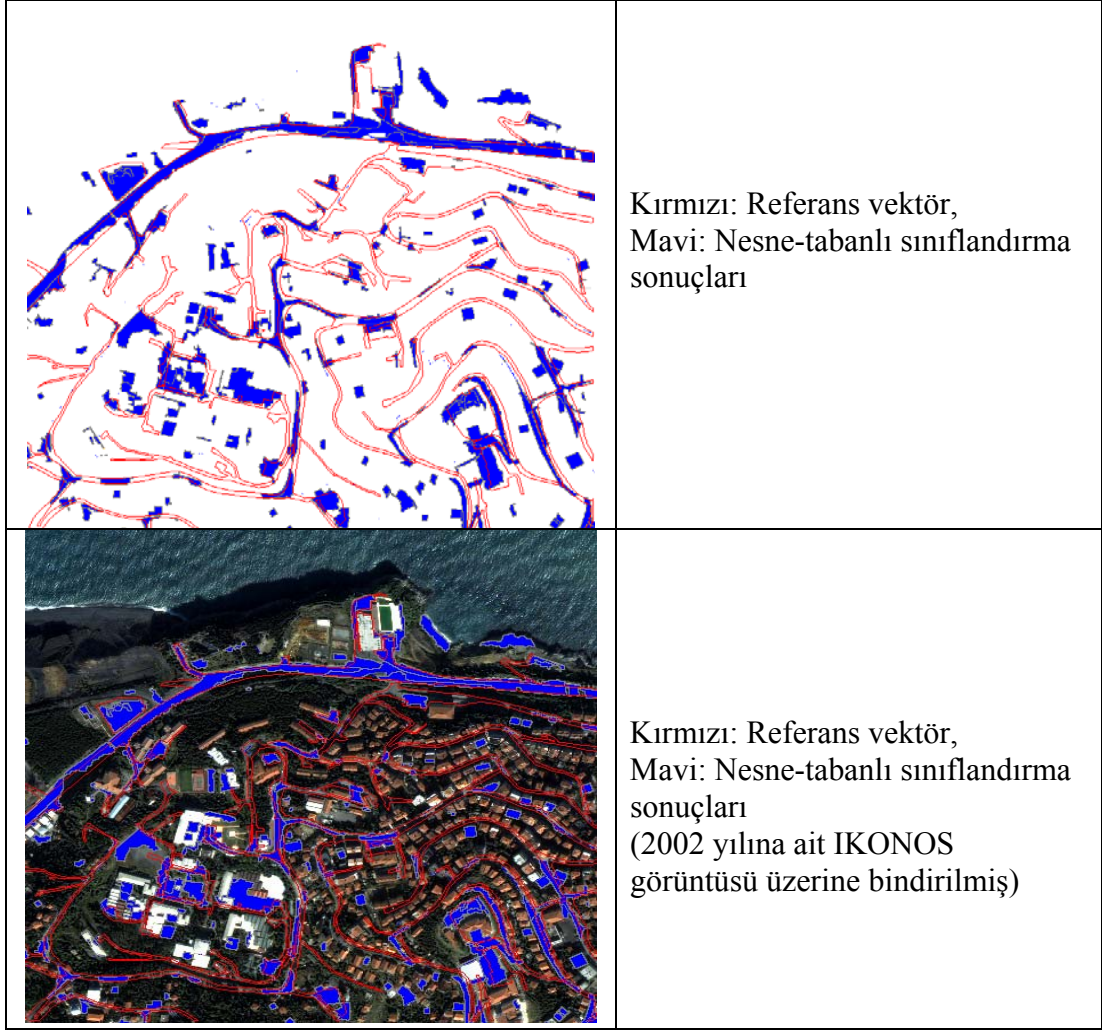 Kırmızı: Referans vektör,
Mavi: Nesne-tabanlı sınıflandırma
sonuçları
Kırmızı: Referans vektör,
Mavi: Nesne-tabanlı sınıflandırma
sonuçları
(2002 yılına ait IKONOS
görüntüsü üzerine bindirilmiş)